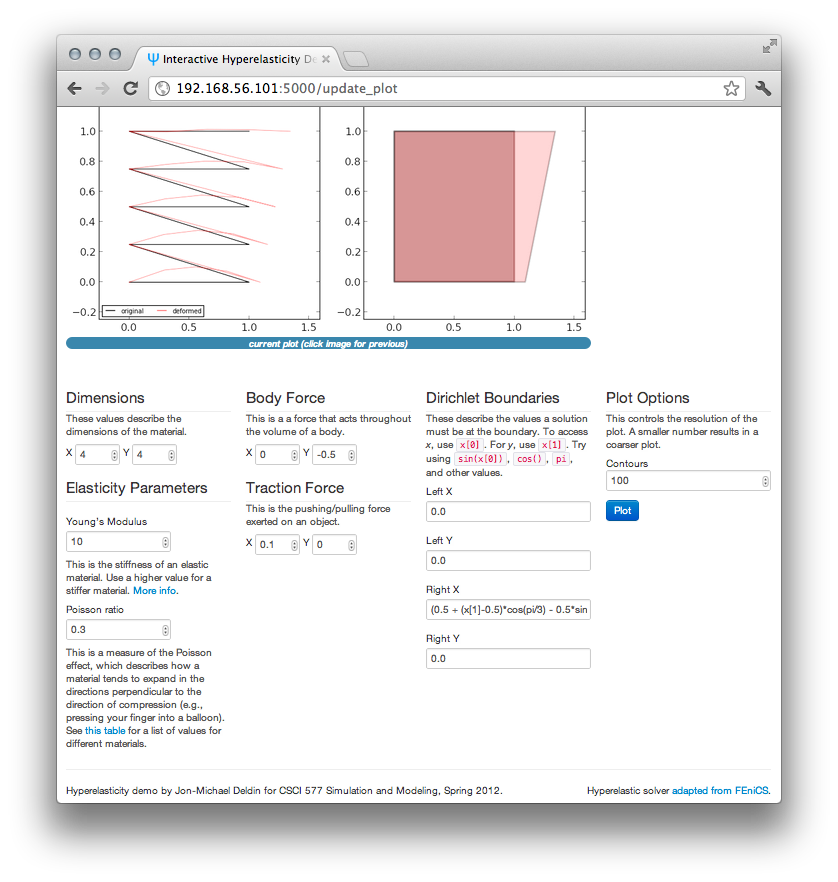 Interactive Hyperelasticity De
192.168.56.101:5000/update_plot
1.0
0.8
0.6
0.4
0.2
0.0
−0.2
0.0 0.5 1.0 1.5
original deformed
1.0
0.8
0.6
0.4
0.2
0.0
−0.2
0.0 0.5 1.0 1.5
current plot (click image for previous)
Dimensions
These values describe the
dimensions of the material.
X 4 Y 4
Elasticity Parameters
Young's Modulus
10
This is the stiffness of an elastic
material. Use a higher value for a
stiffer material. More info.
Poisson ratio
0.3
This is a measure of the Poisson
effect, which describes how a
material tends to expand in the
directions perpendicular to the
direction of compression (e.g.,
pressing your finger into a balloon).
See this table for a list of values for
different materials.
Body Force
This is a a force that acts throughout
the volume of a body.
X 0 Y -0.5
Traction Force
This is the pushing/pulling force
exerted on an object.
X 0.1 Y 0
Dirichlet Boundaries
These describe the values a solution
must be at the boundary. To access
x, use x[0]. For y, use x[1]. Try
using sin(x[0]), cos(), pi,
and other values.
Left X
0.0
Left Y
0.0
Right X
(0.5 + (x[1]-0.5)*cos(pi/3) - 0.5*sin
Right Y
0.0
Plot Options
This controls the resolution of the
plot. A smaller number results in a
coarser plot.
Contours
100
Plot
Hyperelasticity demo by Jon-Michael Deldin for CSCI 577 Simulation and Modeling, Spring 2012.
Hyperelastic solver adapted from FEniCS.